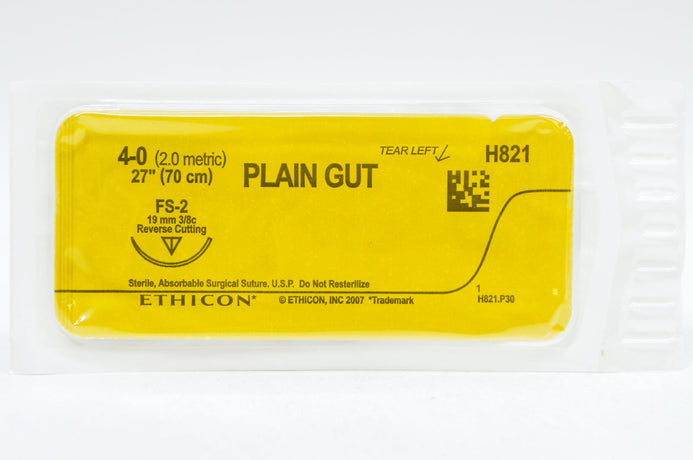 4-0 (2.0 metric)
27" (70 cm)
PLAIN GUT
TEAR LEFT
H821
FS-2
19 mm 3/8c
Reverse Cutting
Sterile, Absorbable Surgical Suture. U.S.P. Do Not Resterilize
ETHICON* © ETHICON, INC 2007 *Trademark
1
H821.P30